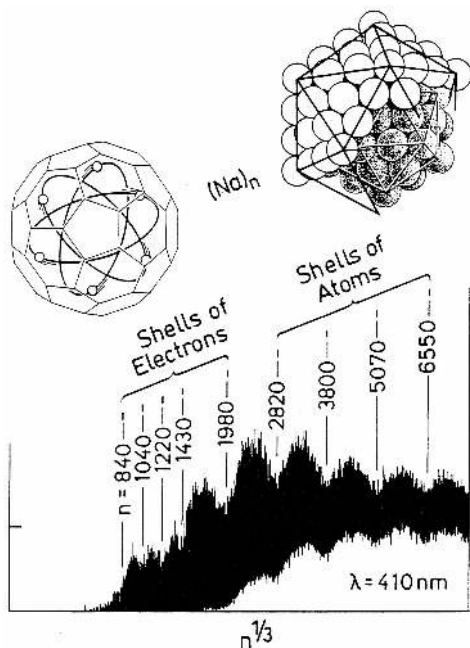 (Na)n
Shells of
Electrons
Shells of
Atoms
n = 840
1040
1220
1430
1980
2820
3800
5070
6550
λ = 410 nm
n^1/3